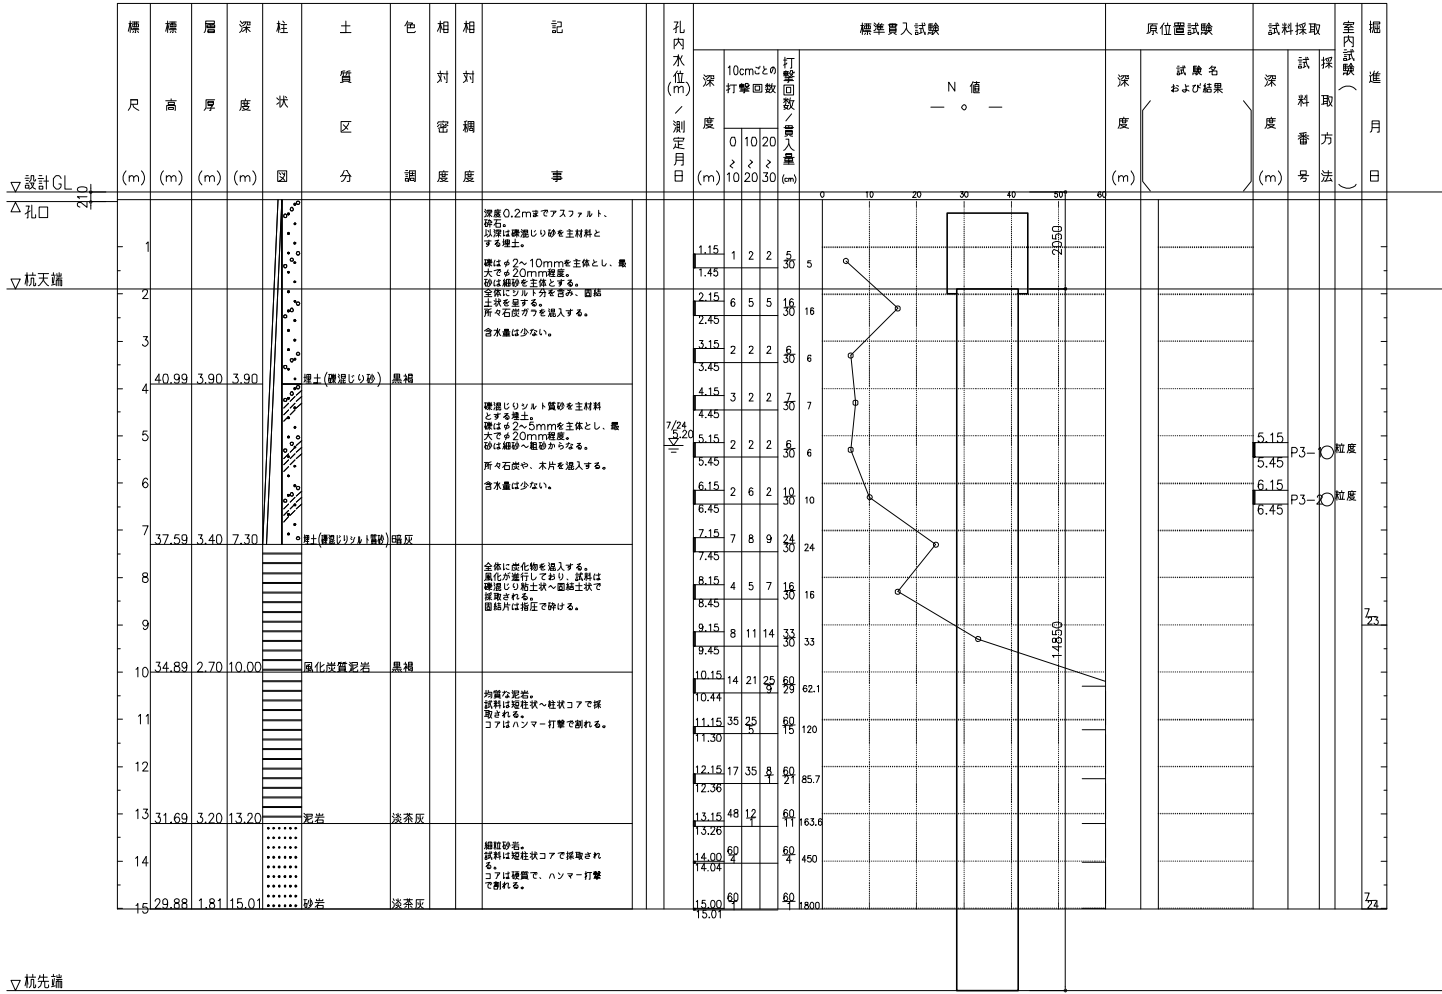 標尺(m)
標高(m)
層厚(m)
深度(m)
柱状図
土質区分
色調
相対密度
相対稠度
記事
孔内水位(m)／測定月日
標準貫入試験
深度(m)
10cmごとの
打撃回数
0～10
10～20
20～30
打撃回数／貫入量(cm)
N 値
原位置試験
深度(m)
試験名
および結果
試料採取
深度(m)
試料番号
採取方法
室内試験（ ）
掘進月日
▽設計GL
210
△孔口
0 10 20 30 40 50 60
▽杭天端
▽杭先端
2050
14850
1
2
3
4
5
6
7
8
9
10
11
12
13
14
15
40.99 3.90 3.90 埋土(礫混じり砂) 黒褐
深度0.2mまでアスファルト、
砕石。
以深は礫混じり砂を主材料と
する埋土。
礫はφ2～10mmを主体とし、最
大でφ20mm程度。
砂は細砂を主体とする。
全体にシルト分を含み、固結
土状を呈する。
所々石炭ガラを混入する。
含水量は少ない。
37.59 3.40 7.30 埋土(礫混じりシルト質砂) 暗灰
礫混じりシルト質砂を主材料
とする埋土。
礫はφ2～5mmを主体とし、最
大でφ20mm程度。
砂は細砂～粗砂からなる。
所々石炭や、木片を混入する。
含水量は少ない。
34.89 2.70 10.00 風化炭質泥岩 黒褐
全体に炭化物を混入する。
風化が進行しており、試料は
礫混じり粘土状～固結土状で
採取される。
固結片は指圧で砕ける。
31.69 3.20 13.20 泥岩 淡茶灰
均質な泥岩。
試料は短柱状～柱状コアで採
取される。
コアはハンマー打撃で割れる。
29.88 1.81 15.01 砂岩 淡茶灰
細粒砂岩。
試料は短柱状コアで採取され
る。
コアは硬質で、ハンマー打撃
で割れる。
7/24
5.20
1.15 1.45 1 2 2 5 30 5
2.15 2.45 6 5 5 16 30 16
3.15 3.45 2 2 2 6 30 6
4.15 4.45 3 2 2 7 30 7
5.15 5.45 2 2 2 6 30 6
6.15 6.45 2 6 2 10 30 10
7.15 7.45 7 8 9 24 30 24
8.15 8.45 4 5 7 16 30 16
9.15 9.45 8 11 14 33 30 33
10.15 10.44 14 21 25 9 60 29 62.1
11.15 11.30 35 25 5 60 15 120
12.15 12.36 17 35 8 1 60 21 85.7
13.15 13.26 48 12 1 60 11 163.6
14.00 14.04 60 4 60 4 450
15.00 15.01 60 1 60 1 1800
5.15 5.45 P3-1 粒度
6.15 6.45 P3-2 粒度
7/23
7/24